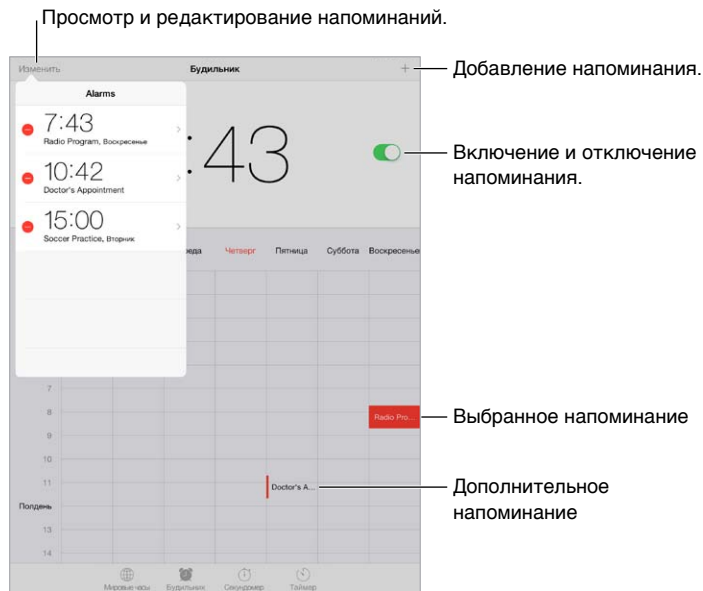 Просмотр и редактирование напоминаний.
Изменить
Будильник
+
Добавление напоминания.
Alarms
7:43
Radio Program, Воскресенье
10:42
Doctor's Appointment
15:00
Soccer Practice, Вторник
:43
Включение и отключение
напоминания.
Четверг Пятница Суббота Воскресенье
7
8
Radio Pro...
Выбранное напоминание
9
10
11
Doctor's A...
Дополнительное
напоминание
Полдень
13
14
Мировые часы Будильник Секундомер Таймер